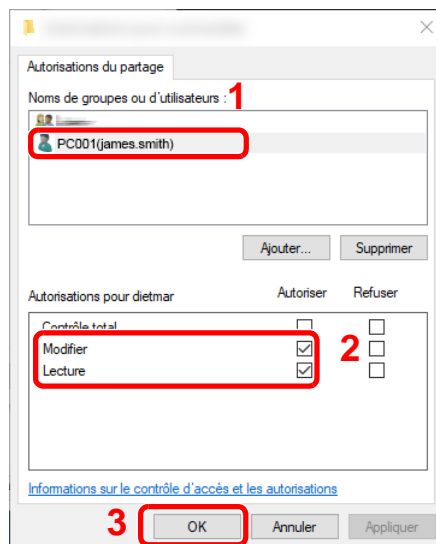 Autorisations du partage
Noms de groupes ou d'utilisateurs : 1
PC001(james.smith)
Ajouter... Supprimer
Autorisations pour dietmar Autoriser Refuser
Contrôle total
Modifier 2
Lecture
Informations sur le contrôle d'accès et les autorisations
3 OK Annuler Appliquer